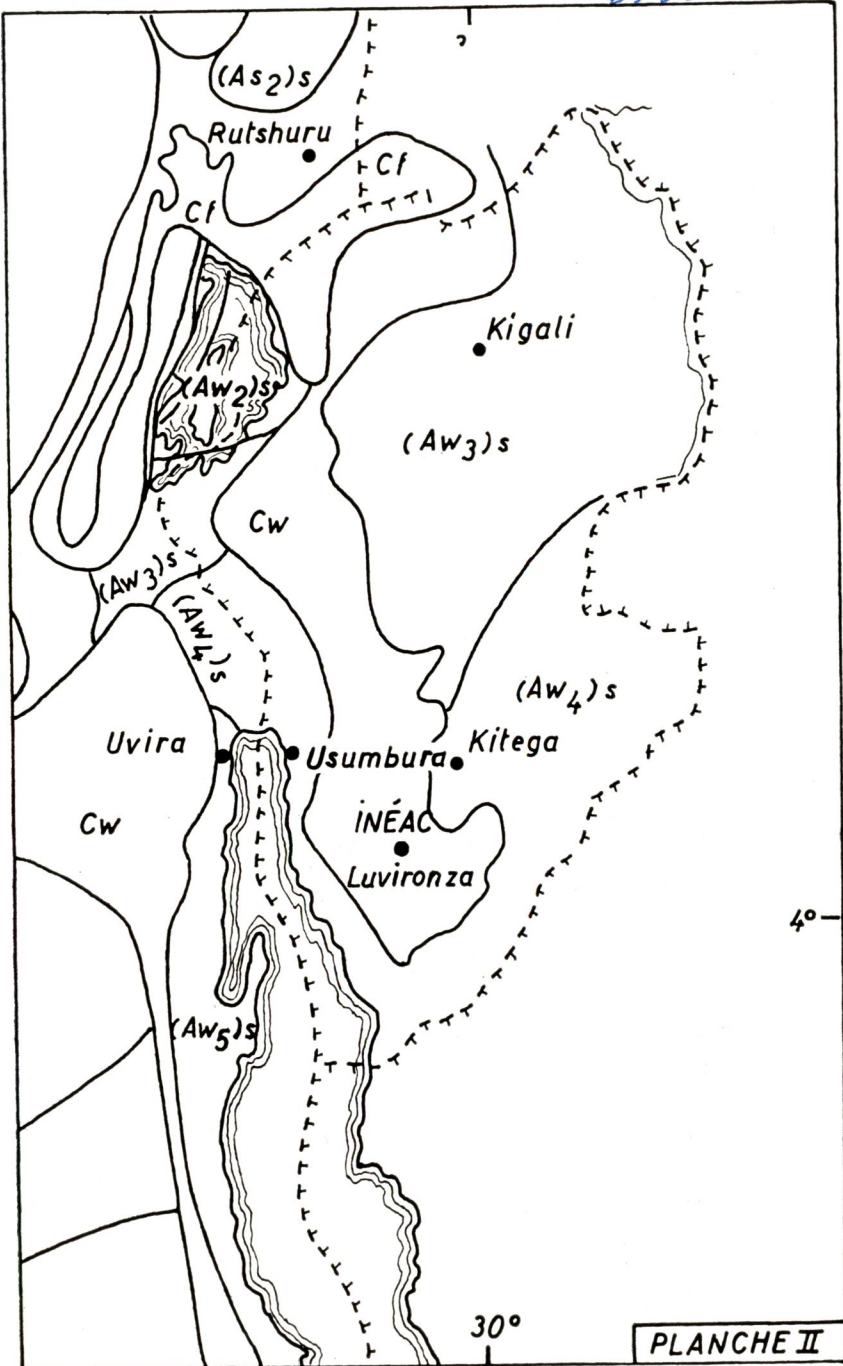 (As2)s
Rutshuru
Cf
Cf
Kigali
(Aw2)s
(Aw3)s
Cw
(Aw3)s
(Aw4)s
(Aw4)s
Uvira
Usumbura
Kitega
Cw
İNÉAC
Luvironza
4°
(Aw5)s
30°
PLANCHE II